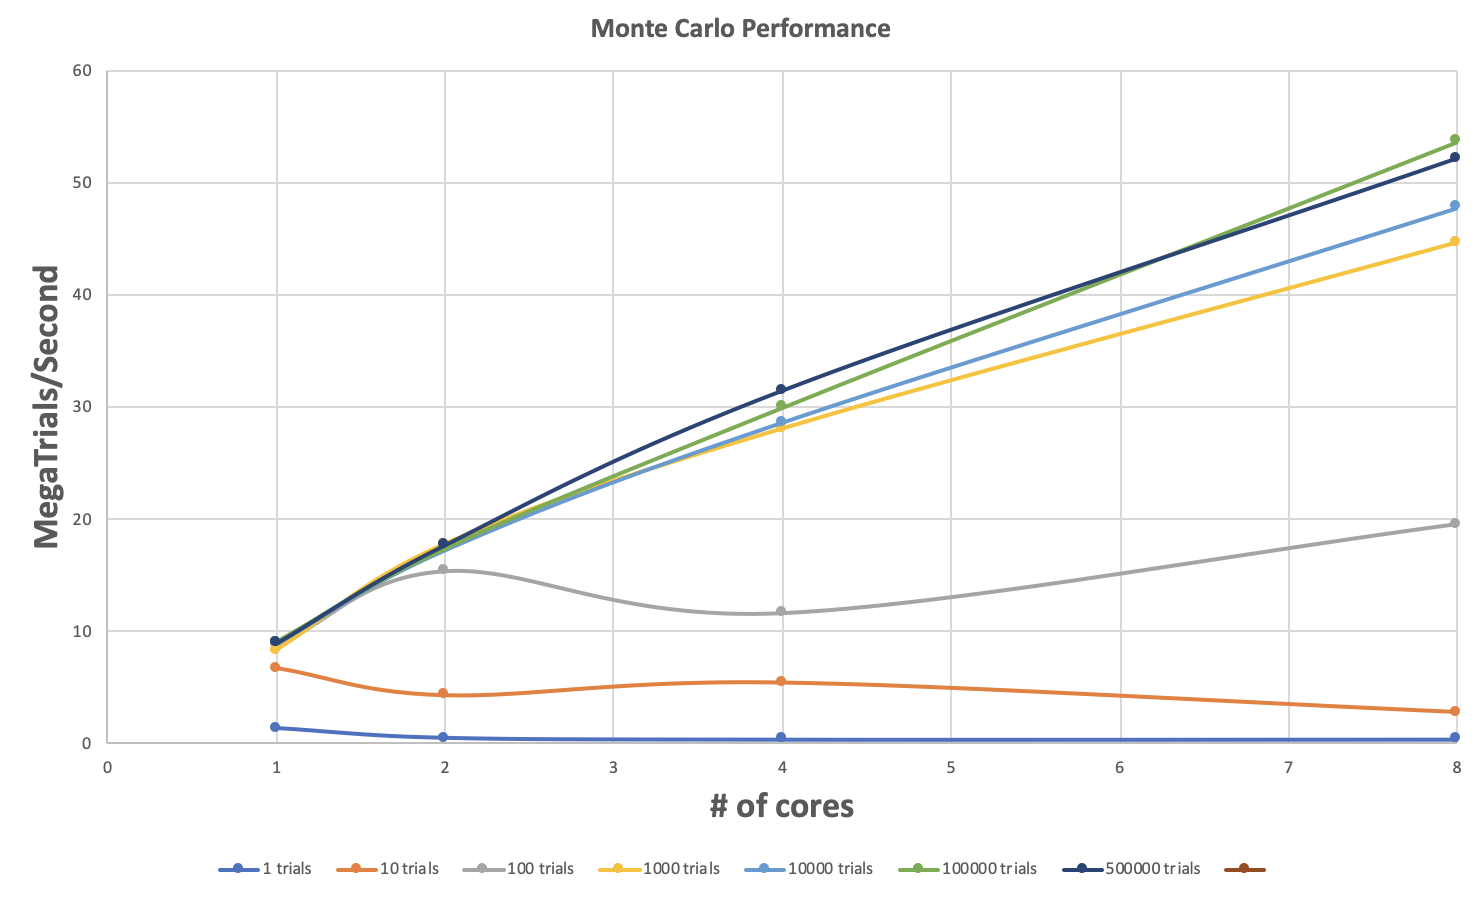 Monte Carlo Performance
60
50
40
30
20
10
0
MegaTrials/Second
0 1 2 3 4 5 6 7 8
# of cores
1 trials 10 trials 100 trials 1000 trials 10000 trials 100000 trials 500000 trials